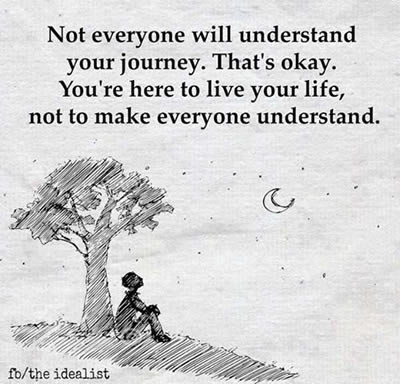 Not everyone will understand
your journey. That's okay.
You're here to live your life,
not to make everyone understand.
fb/the idealist